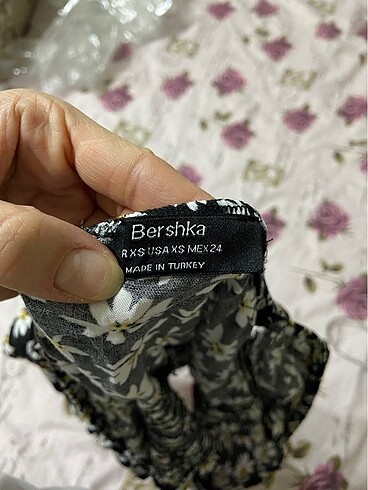 Bershka
R XS USA XS MEX 24
MADE IN TURKEY